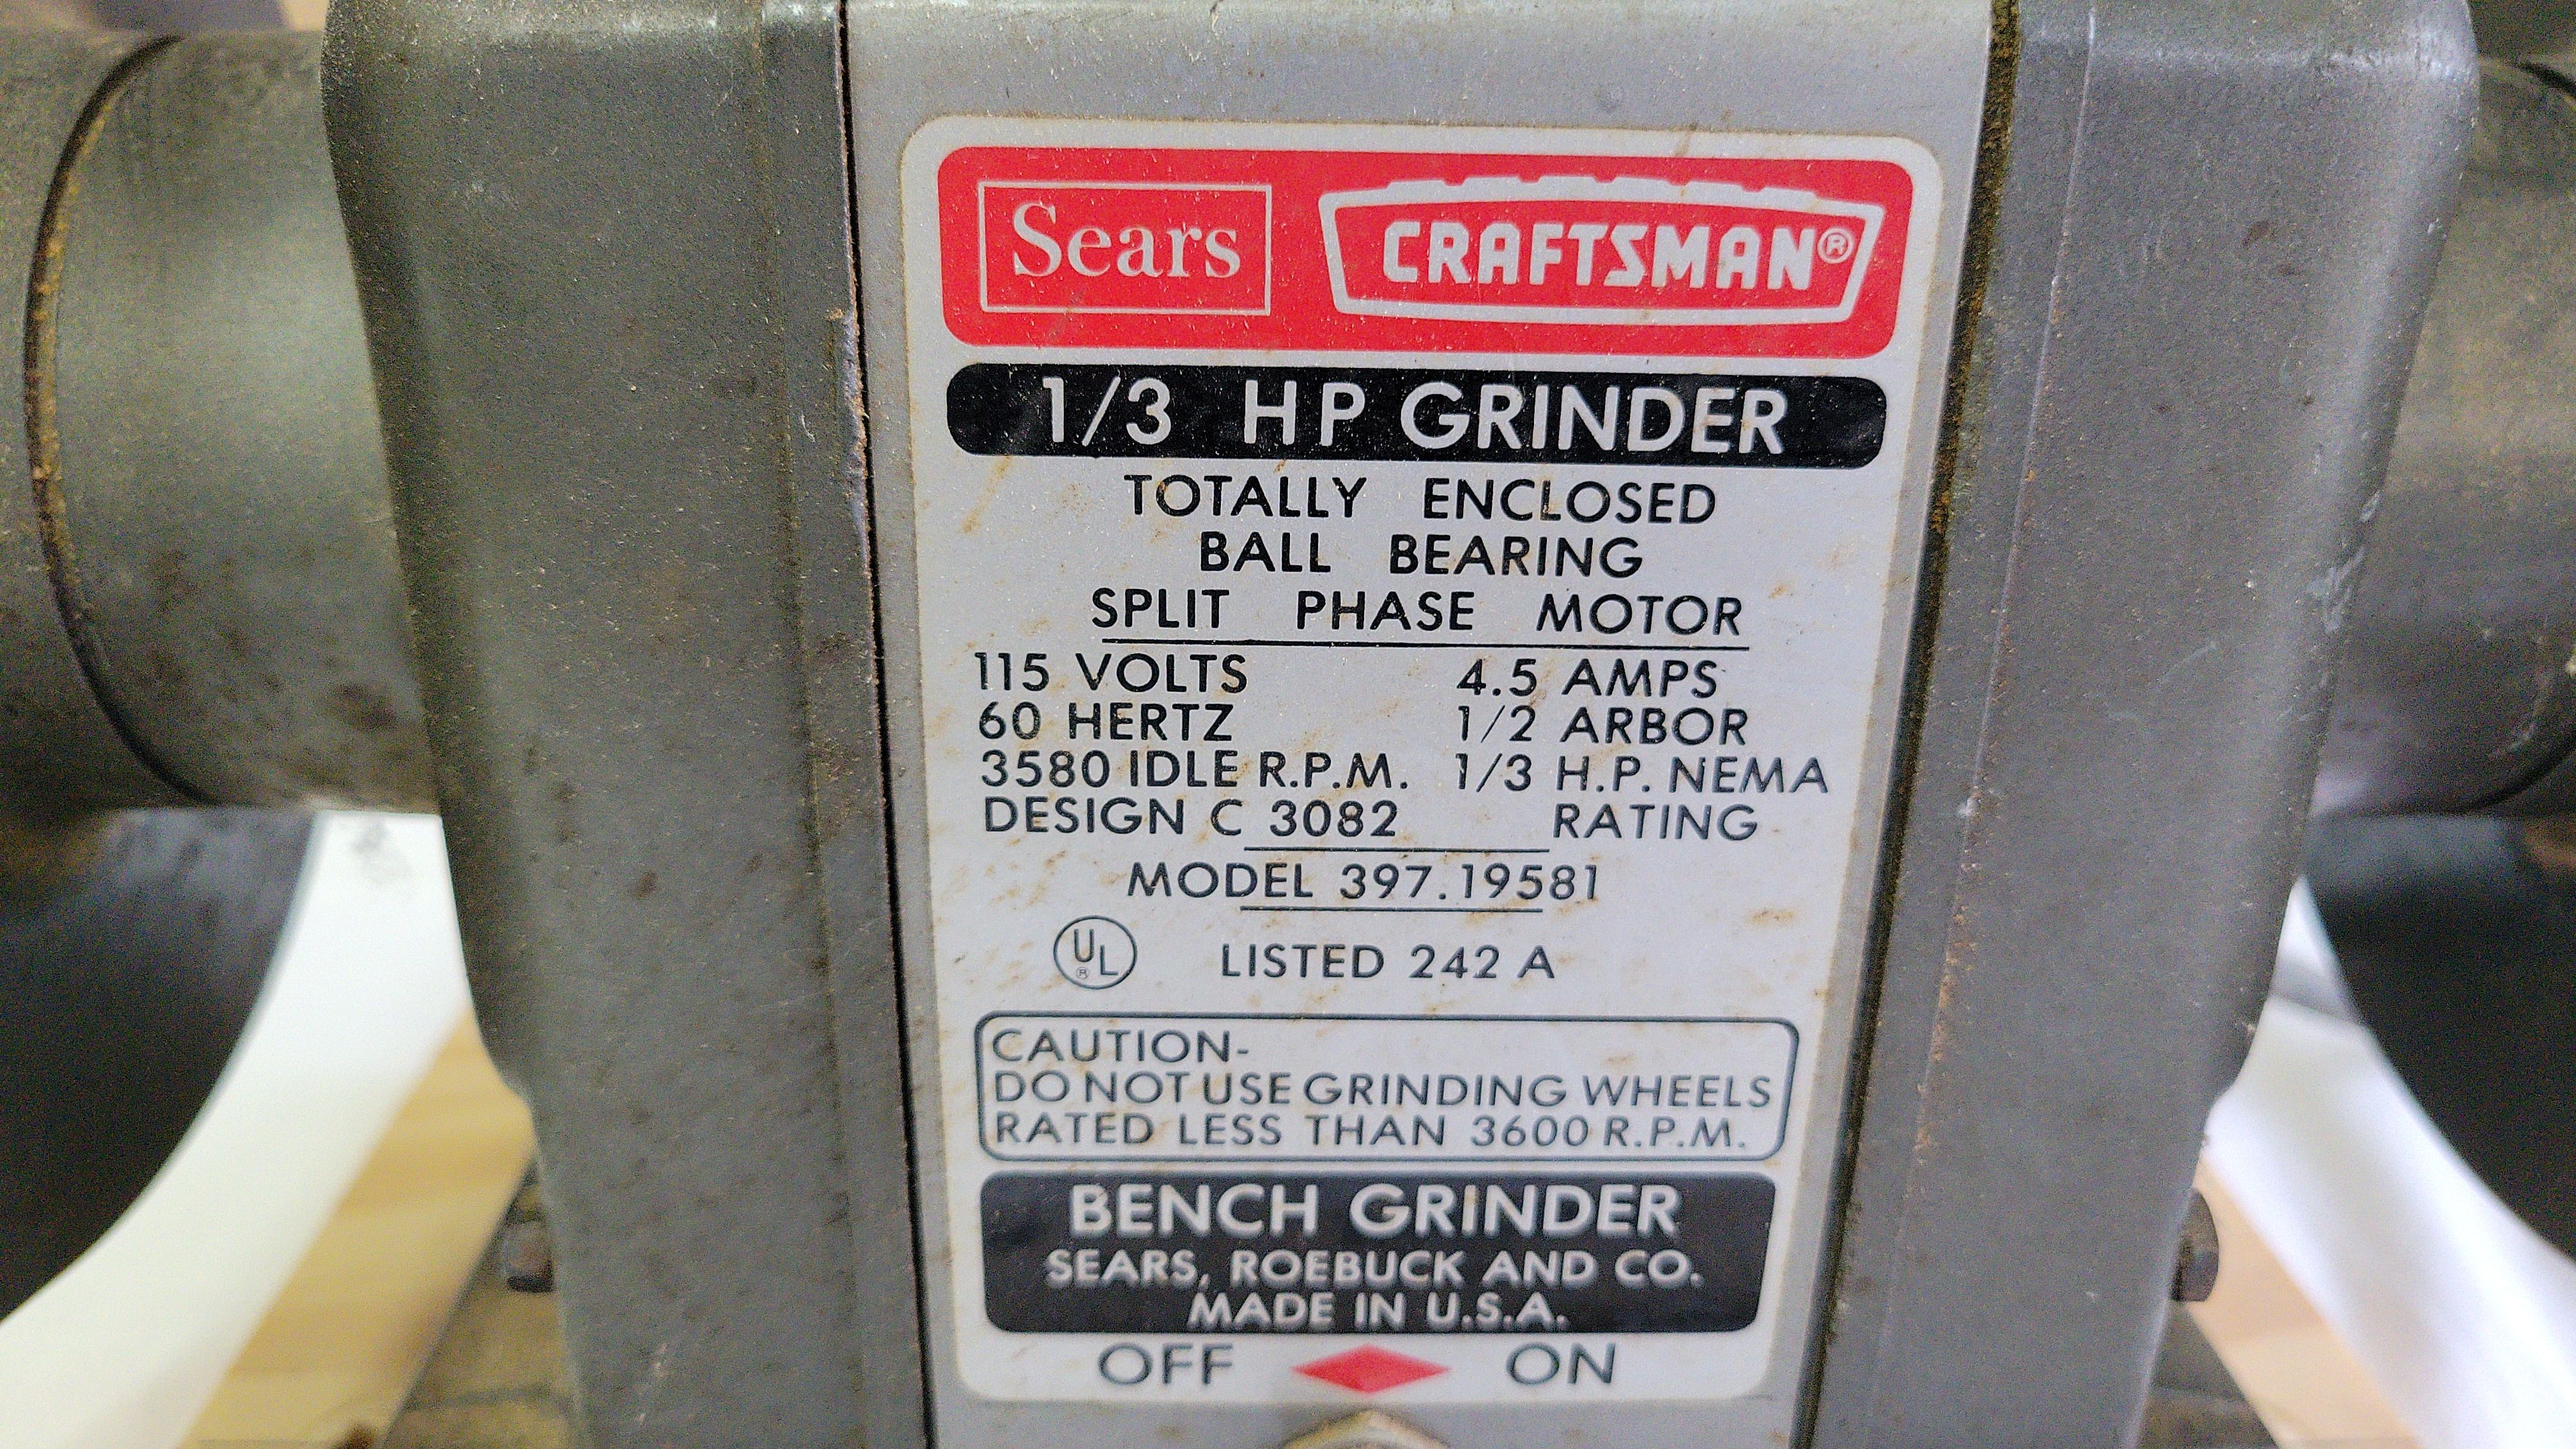 Sears CRAFTSMAN®
1/3 HP GRINDER
TOTALLY ENCLOSED
BALL BEARING
SPLIT PHASE MOTOR
115 VOLTS 4.5 AMPS
60 HERTZ 1/2 ARBOR
3580 IDLE R.P.M. 1/3 H.P. NEMA
DESIGN C 3082 RATING
MODEL 397.19581
UL® LISTED 242 A
CAUTION-
DO NOT USE GRINDING WHEELS
RATED LESS THAN 3600 R.P.M.
BENCH GRINDER
SEARS, ROEBUCK AND CO.
MADE IN U.S.A.
OFF ON